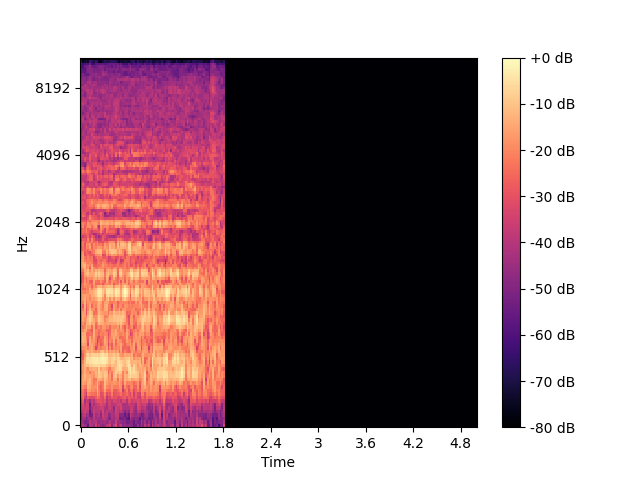 +0 dB
8192
-10 dB
4096
-20 dB
-30 dB
2048
Hz
-40 dB
1024
-50 dB
512
-60 dB
-70 dB
0
-80 dB
0 0.6 1.2 1.8 2.4 3 3.6 4.2 4.8
Time